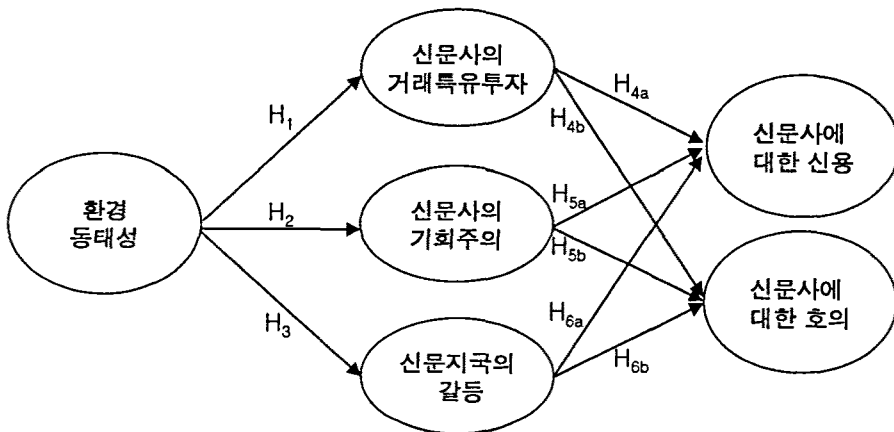 신문사의
거래특유투자
H4a
H4b
H1
신문사에
대한 신용
환경
동태성
H2
신문사의
기회주의
H5a
H5b
H3
신문사에
대한 호의
H6a
H6b
신문지국의
갈등